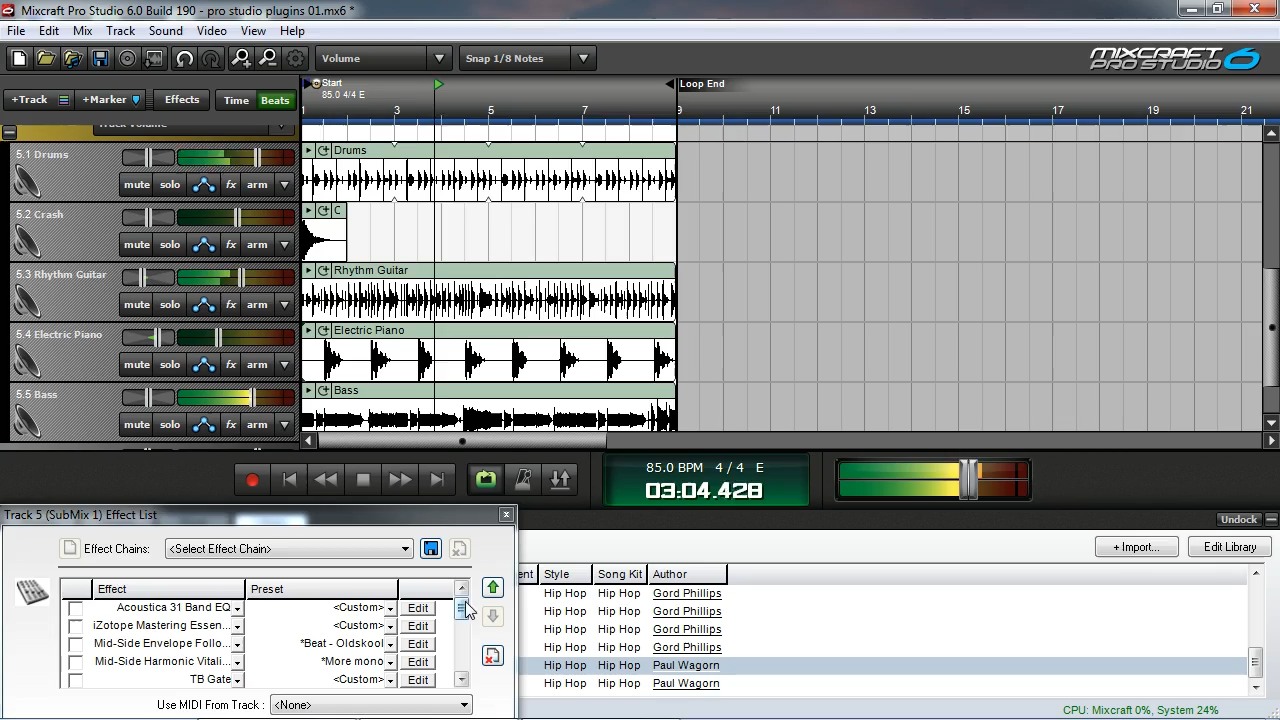 Mixcraft Pro Studio 6.0 Build 190 - pro studio plugins 01.mx6 *
File Edit Mix Track Sound Video View Help
Volume Snap 1/8 Notes MIXCRAFT PRO STUDIO 6
+Track +Marker Effects Time Beats
Start
85.0 4/4 E
Loop End
1 3 5 7 9 11 13 15 17 19 21
Track Volume
5.1 Drums
mute solo fx arm
Drums
5.2 Crash
mute solo fx arm
C
5.3 Rhythm Guitar
mute solo fx arm
Rhythm Guitar
5.4 Electric Piano
mute solo fx arm
Electric Piano
5.5 Bass
mute solo fx arm
Bass
85.0 BPM 4 / 4 E
03:04.428
Undock
Track 5 (SubMix 1) Effect List
Effect Chains: <Select Effect Chain>
Effect Preset
Acoustica 31 Band EQ <Custom> Edit
iZotope Mastering Essen... <Custom> Edit
Mid-Side Envelope Follo... *Beat - Oldskool Edit
Mid-Side Harmonic Vitali... *More mono Edit
TB Gate <Custom> Edit
Use MIDI From Track : <None>
+ Import... Edit Library
ent Style Song Kit Author
Hip Hop Hip Hop Gord Phillips
Hip Hop Hip Hop Gord Phillips
Hip Hop Hip Hop Gord Phillips
Hip Hop Hip Hop Gord Phillips
Hip Hop Hip Hop Paul Wagorn
Hip Hop Hip Hop Paul Wagorn
CPU: Mixcraft 0%, System 24%